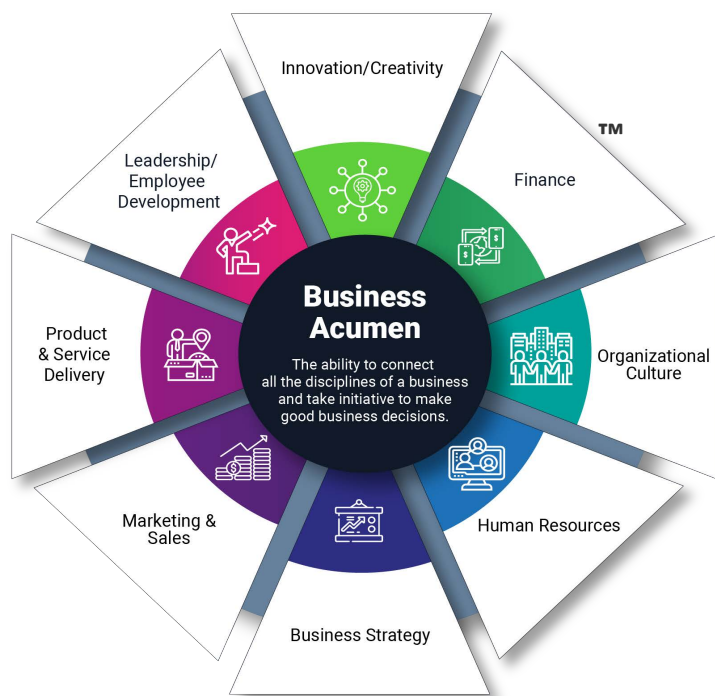 Innovation/Creativity
TM
Finance
Organizational
Culture
Human Resources
Business Strategy
Marketing &
Sales
Product
& Service
Delivery
Leadership/
Employee
Development
Business
Acumen
The ability to connect
all the disciplines of a business
and take initiative to make
good business decisions.
$
$
$